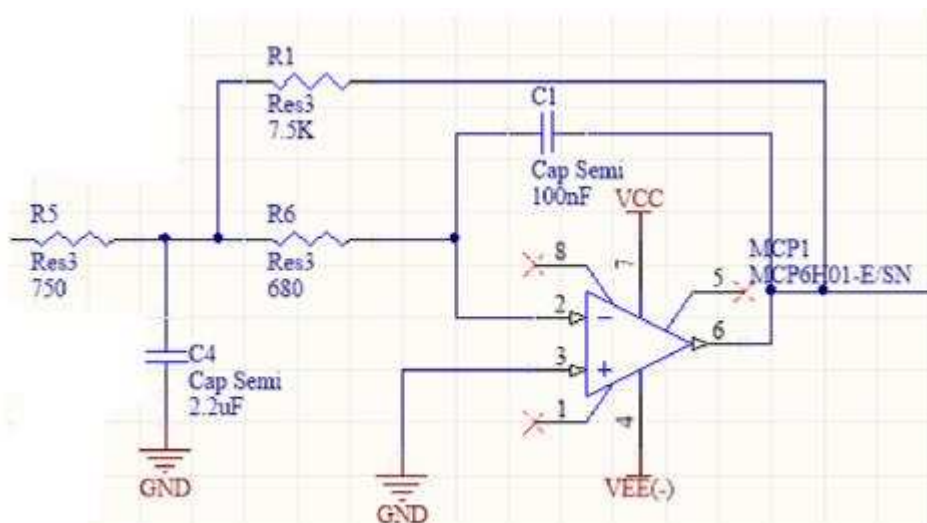 R1
Res3
7.5K
C1
Cap Semi
100nF
VCC
R5
Res3
750
R6
Res3
680
8
7
MCP1
MCP6H01-E/SN
5
2
6
3
1
4
C4
Cap Semi
2.2uF
GND
GND
VEE(-)